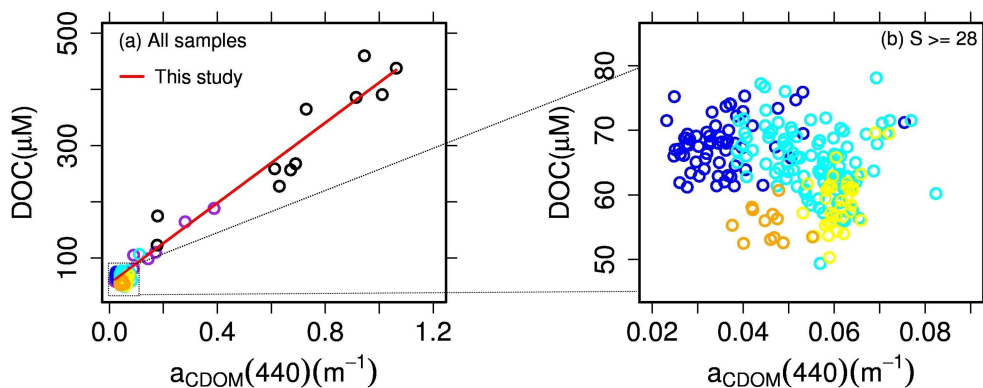 (a) All samples
This study
DOC(µM)
500
300
100
0.0 0.4 0.8 1.2
aCDOM(440)(m⁻¹)
(b) S >= 28
DOC(µM)
80
70
60
50
0.02 0.04 0.06 0.08
aCDOM(440)(m⁻¹)